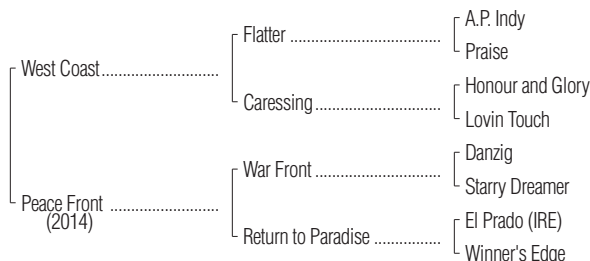 A.P. Indy
Flatter
Praise
West Coast
Honour and Glory
Caressing
Lovin Touch
Danzig
War Front
Starry Dreamer
Peace Front
(2014)
El Prado (IRE)
Return to Paradise
Winner's Edge